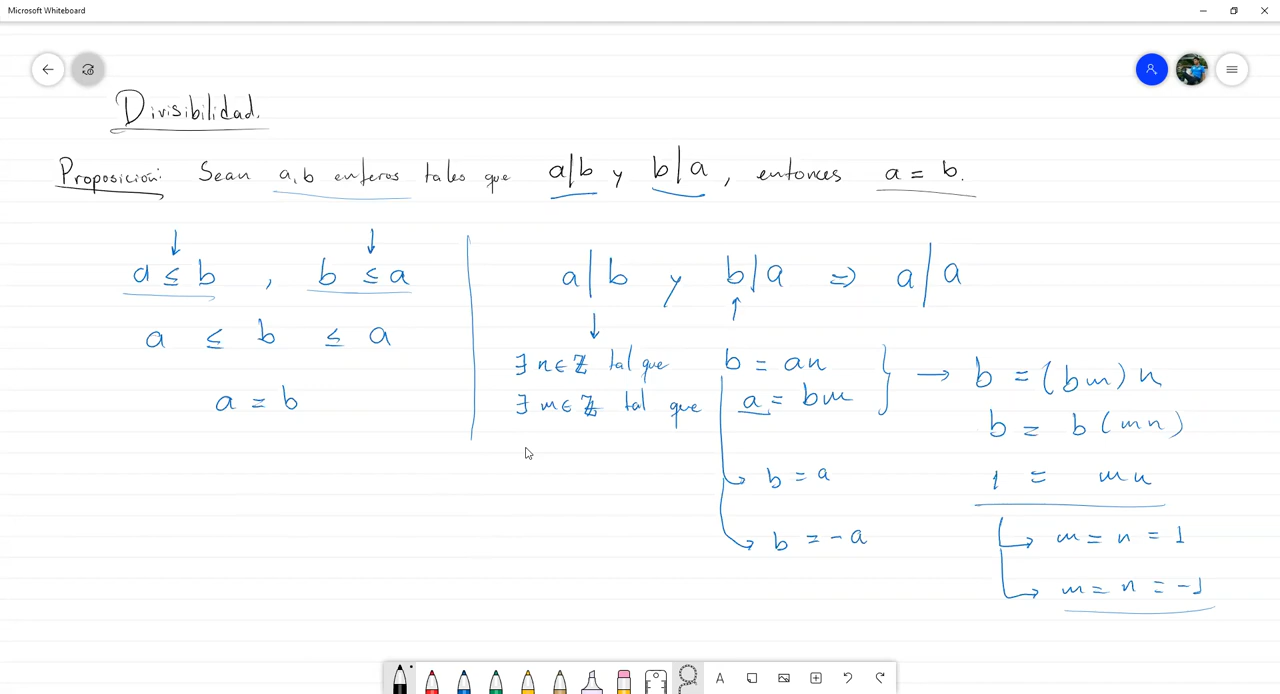 Microsoft Whiteboard
Divisibilidad.
Proposición: Sean a,b enteros tales que a|b y b|a, entonces a = b.
a ≤ b , b ≤ a
a ≤ b ≤ a
a = b
a|b y b|a ⇒ a|a
∃ n∈ℤ tal que b = an
∃ m∈ℤ tal que a = bm
b = a
b = -a
→ b = (bm)n
b = b(mn)
1 = mn
m = n = 1
m = n = -1
A